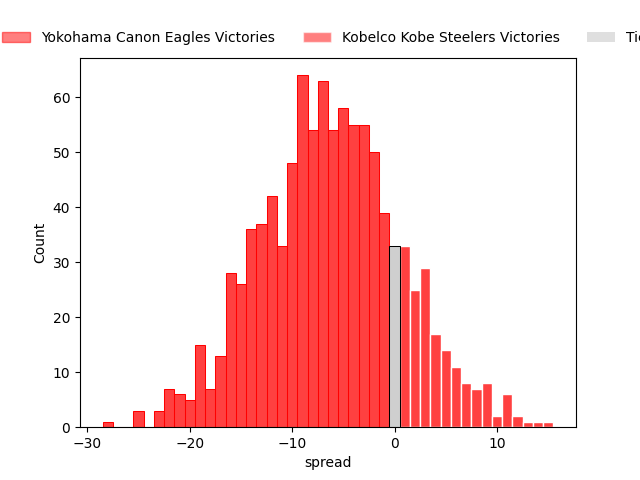 Yokohama Canon Eagles Victories Kobelco Kobe Steelers Victories
60
50
40
30
20
10
0
Count
−30 −20 −10 0 10
spread